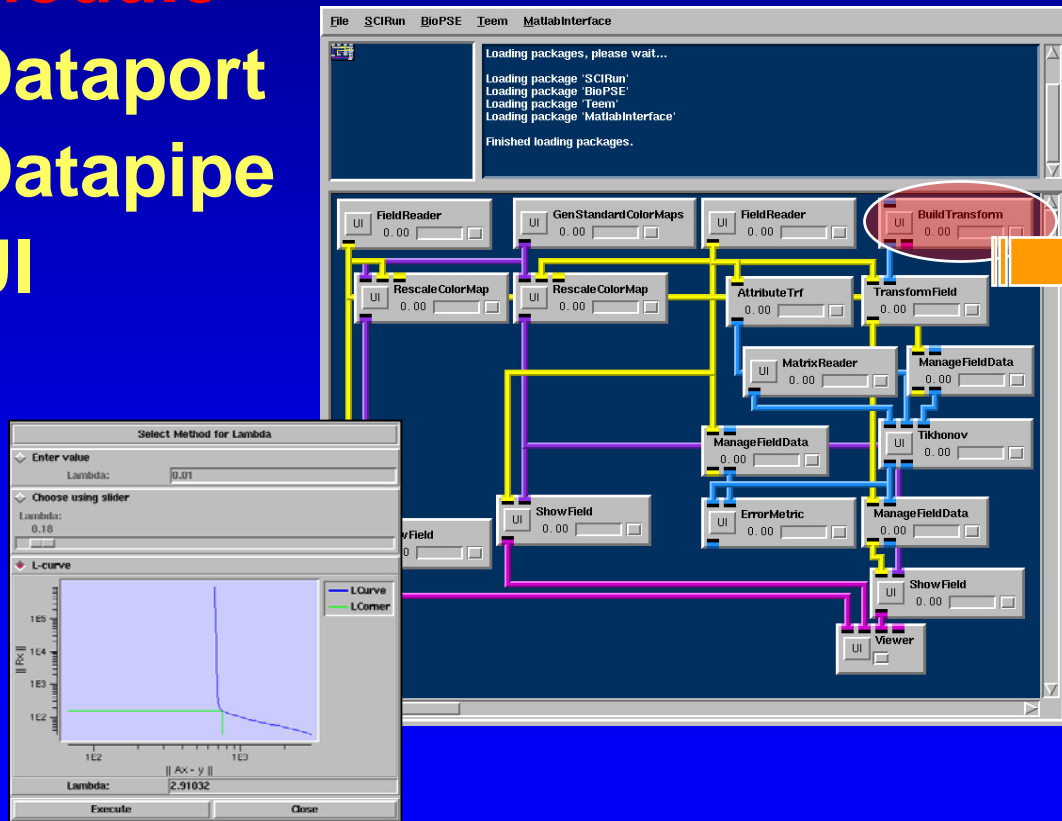 Dataport
Datapipe
UI
File SCIRun BioPSE Teem MatlabInterface
Loading packages, please wait...
Loading package 'SCIRun'
Loading package 'BioPSE'
Loading package 'Teem'
Loading package 'MatlabInterface'
Finished loading packages.
UI FieldReader
0.00
UI GenStandardColorMaps
0.00
UI FieldReader
0.00
UI BuildTransform
0.00
UI RescaleColorMap
0.00
UI RescaleColorMap
0.00
AttributeTrf
0.00
TransformField
0.00
UI MatrixReader
0.00
ManageFieldData
0.00
ManageFieldData
0.00
UI Tikhonov
0.00
UI ShowField
0.00
UI ErrorMetric
0.00
ManageFieldData
0.00
wField
0
UI ShowField
0.00
UI Viewer
Select Method for Lambda
Enter value
Lambda: 0.01
Choose using slider
Lambda:
0.18
L-curve
LCurve
LCorner
1E5
1E4
1E3
1E2
|| Rx ||
1E2 1E3
|| Ax - y ||
Lambda: 2.91032
Execute Close